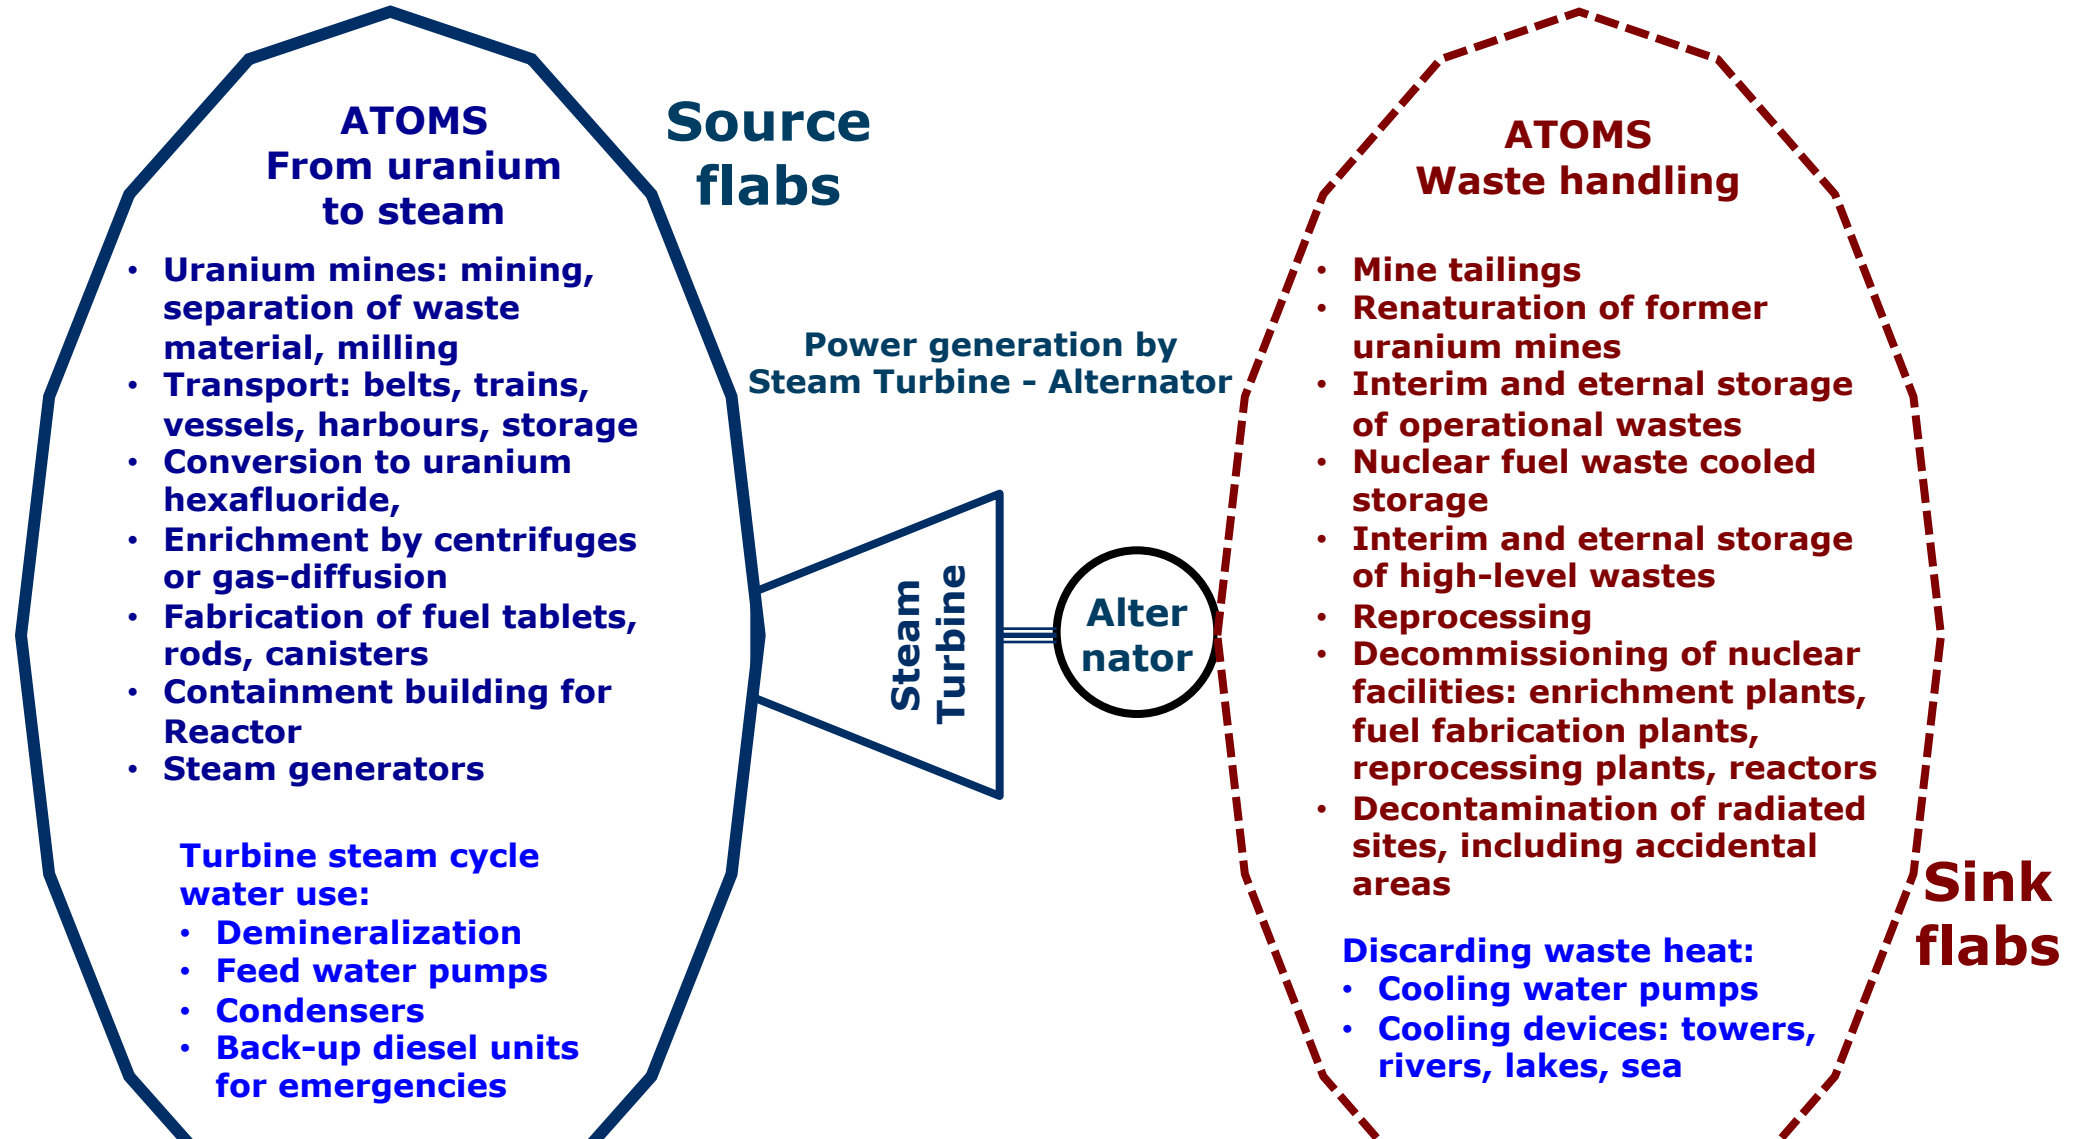 ATOMS
From uranium
to steam
• Uranium mines: mining,
separation of waste
material, milling
• Transport: belts, trains,
vessels, harbours, storage
• Conversion to uranium
hexafluoride,
• Enrichment by centrifuges
or gas-diffusion
• Fabrication of fuel tablets,
rods, canisters
• Containment building for
Reactor
• Steam generators
Turbine steam cycle
water use:
• Demineralization
• Feed water pumps
• Condensers
• Back-up diesel units
for emergencies
Source
flabs
Power generation by
Steam Turbine - Alternator
Steam
Turbine
Alter
nator
ATOMS
Waste handling
• Mine tailings
• Renaturation of former
uranium mines
• Interim and eternal storage
of operational wastes
• Nuclear fuel waste cooled
storage
• Interim and eternal storage
of high-level wastes
• Reprocessing
• Decommissioning of nuclear
facilities: enrichment plants,
fuel fabrication plants,
reprocessing plants, reactors
• Decontamination of radiated
sites, including accidental
areas
Discarding waste heat:
• Cooling water pumps
• Cooling devices: towers,
rivers, lakes, sea
Sink
flabs